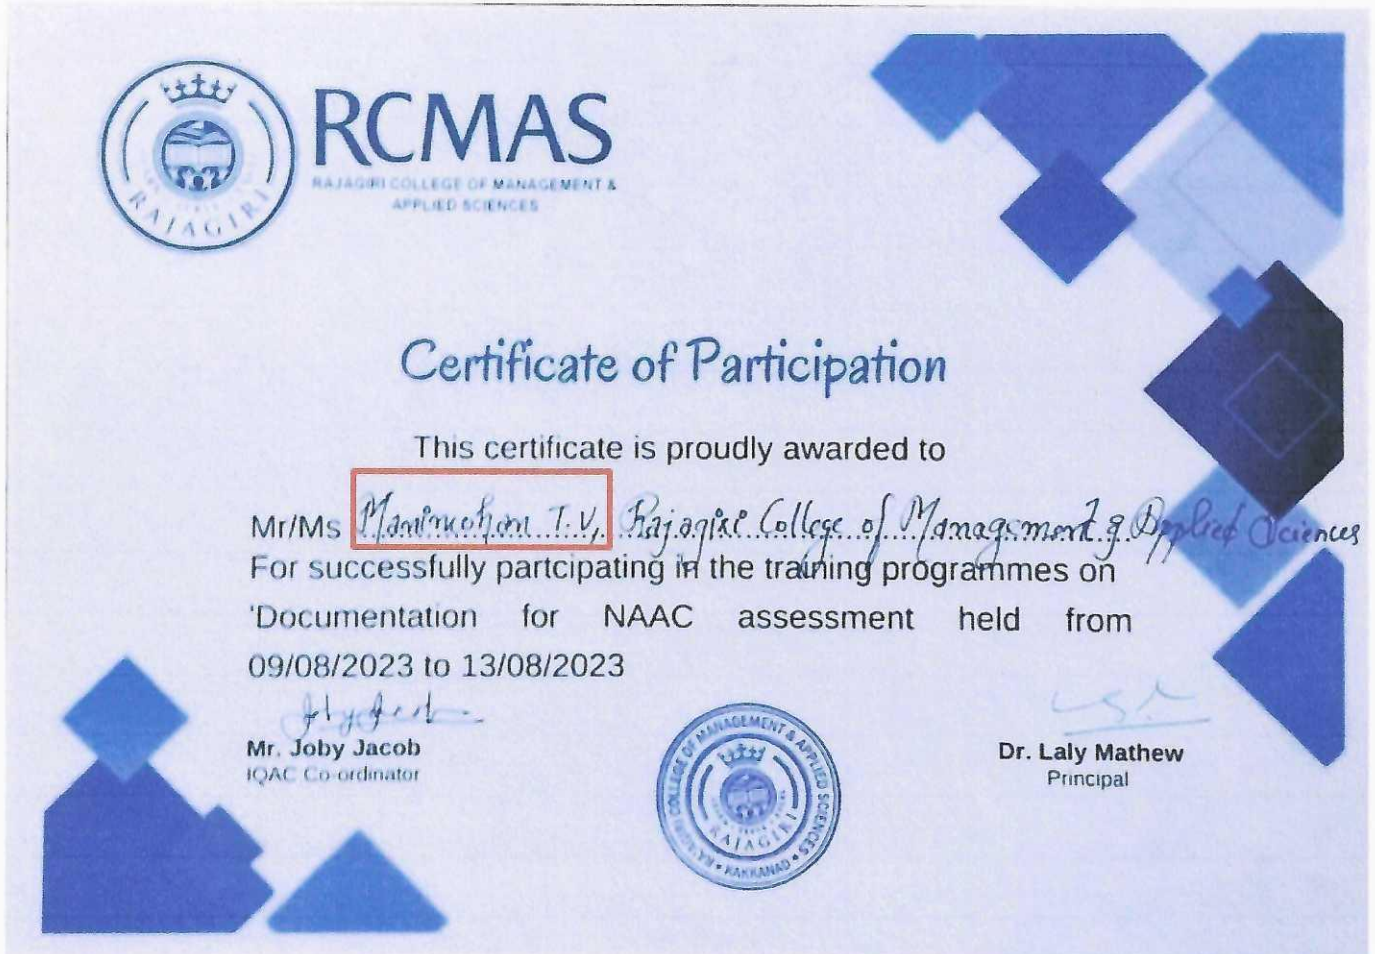 RCMAS
RAJAGIRI COLLEGE OF MANAGEMENT &
APPLIED SCIENCES
RAJAGIRI
Certificate of Participation
This certificate is proudly awarded to
Mr/Ms Manimohan T.V, Rajagiri College of Management & Applied Sciences
For successfully partcipating in the training programmes on
'Documentation for NAAC assessment held from
09/08/2023 to 13/08/2023
Mr. Joby Jacob
IQAC Co-ordinator
RAJAGIRI COLLEGE OF MANAGEMENT & APPLIED SCIENCES
RAJAGIRI
• KAKKANAD •
Dr. Laly Mathew
Principal